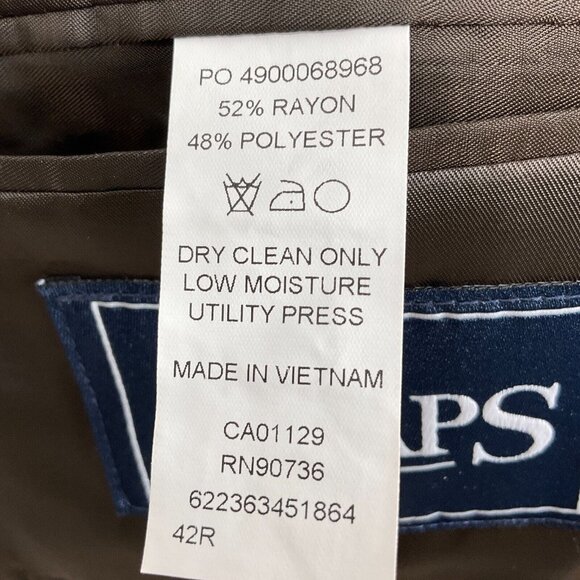 PO 4900068968
52% RAYON
48% POLYESTER
DRY CLEAN ONLY
LOW MOISTURE
UTILITY PRESS
MADE IN VIETNAM
APS
CA01129
RN90736
622363451864
42R